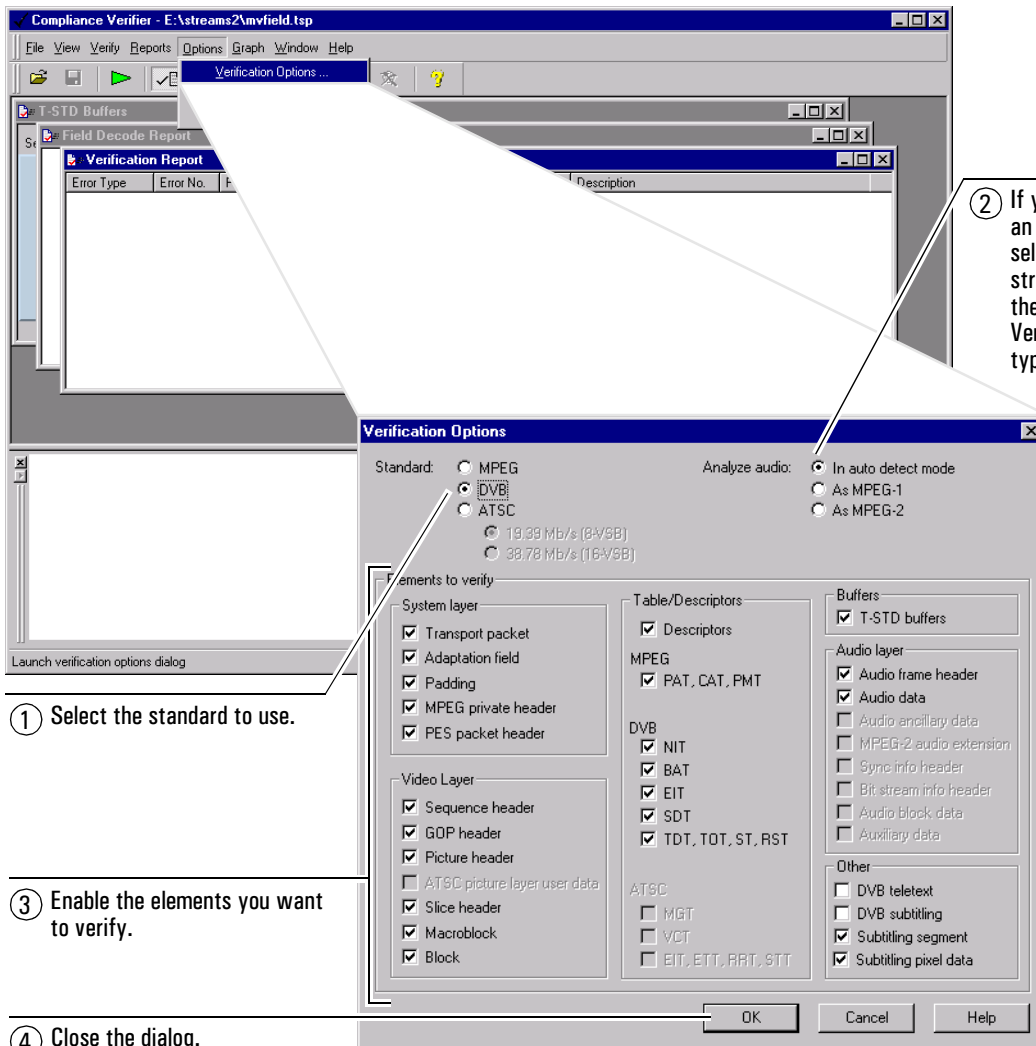 Compliance Verifier - E:\streams2\mvfield.tsp
File View Verify Reports Options Graph Window Help
Verification Options ...
T-STD Buffers
Field Decode Report
Verification Report
Error Type Error No. Description
Launch verification options dialog
2 If
an
the
Verification Options
Standard: MPEG
DVB
ATSC
19.39 Mb/s (8-VSB)
38.78 Mb/s (16-VSB)
Analyze audio: In auto detect mode
As MPEG-1
As MPEG-2
Elements to verify
System layer
Transport packet
Adaptation field
Padding
MPEG private header
PES packet header
Video Layer
Sequence header
GOP header
Picture header
ATSC picture layer user data
Slice header
Macroblock
Block
Table/Descriptors
Descriptors
MPEG
PAT, CAT, PMT
DVB
NIT
BAT
EIT
SDT
TDT, TOT, ST, RST
ATSC
MGT
VCT
EIT, ETT, RRT, STT
Buffers
T-STD buffers
Audio layer
Audio frame header
Audio data
Audio ancillary data
MPEG-2 audio extension
Sync info header
Bit stream info header
Audio block data
Auxiliary data
Other
DVB teletext
DVB subtitling
Subtitling segment
Subtitling pixel data
OK Cancel Help
1 Select the standard to use.
3 Enable the elements you want
to verify.
4 Close the dialog.